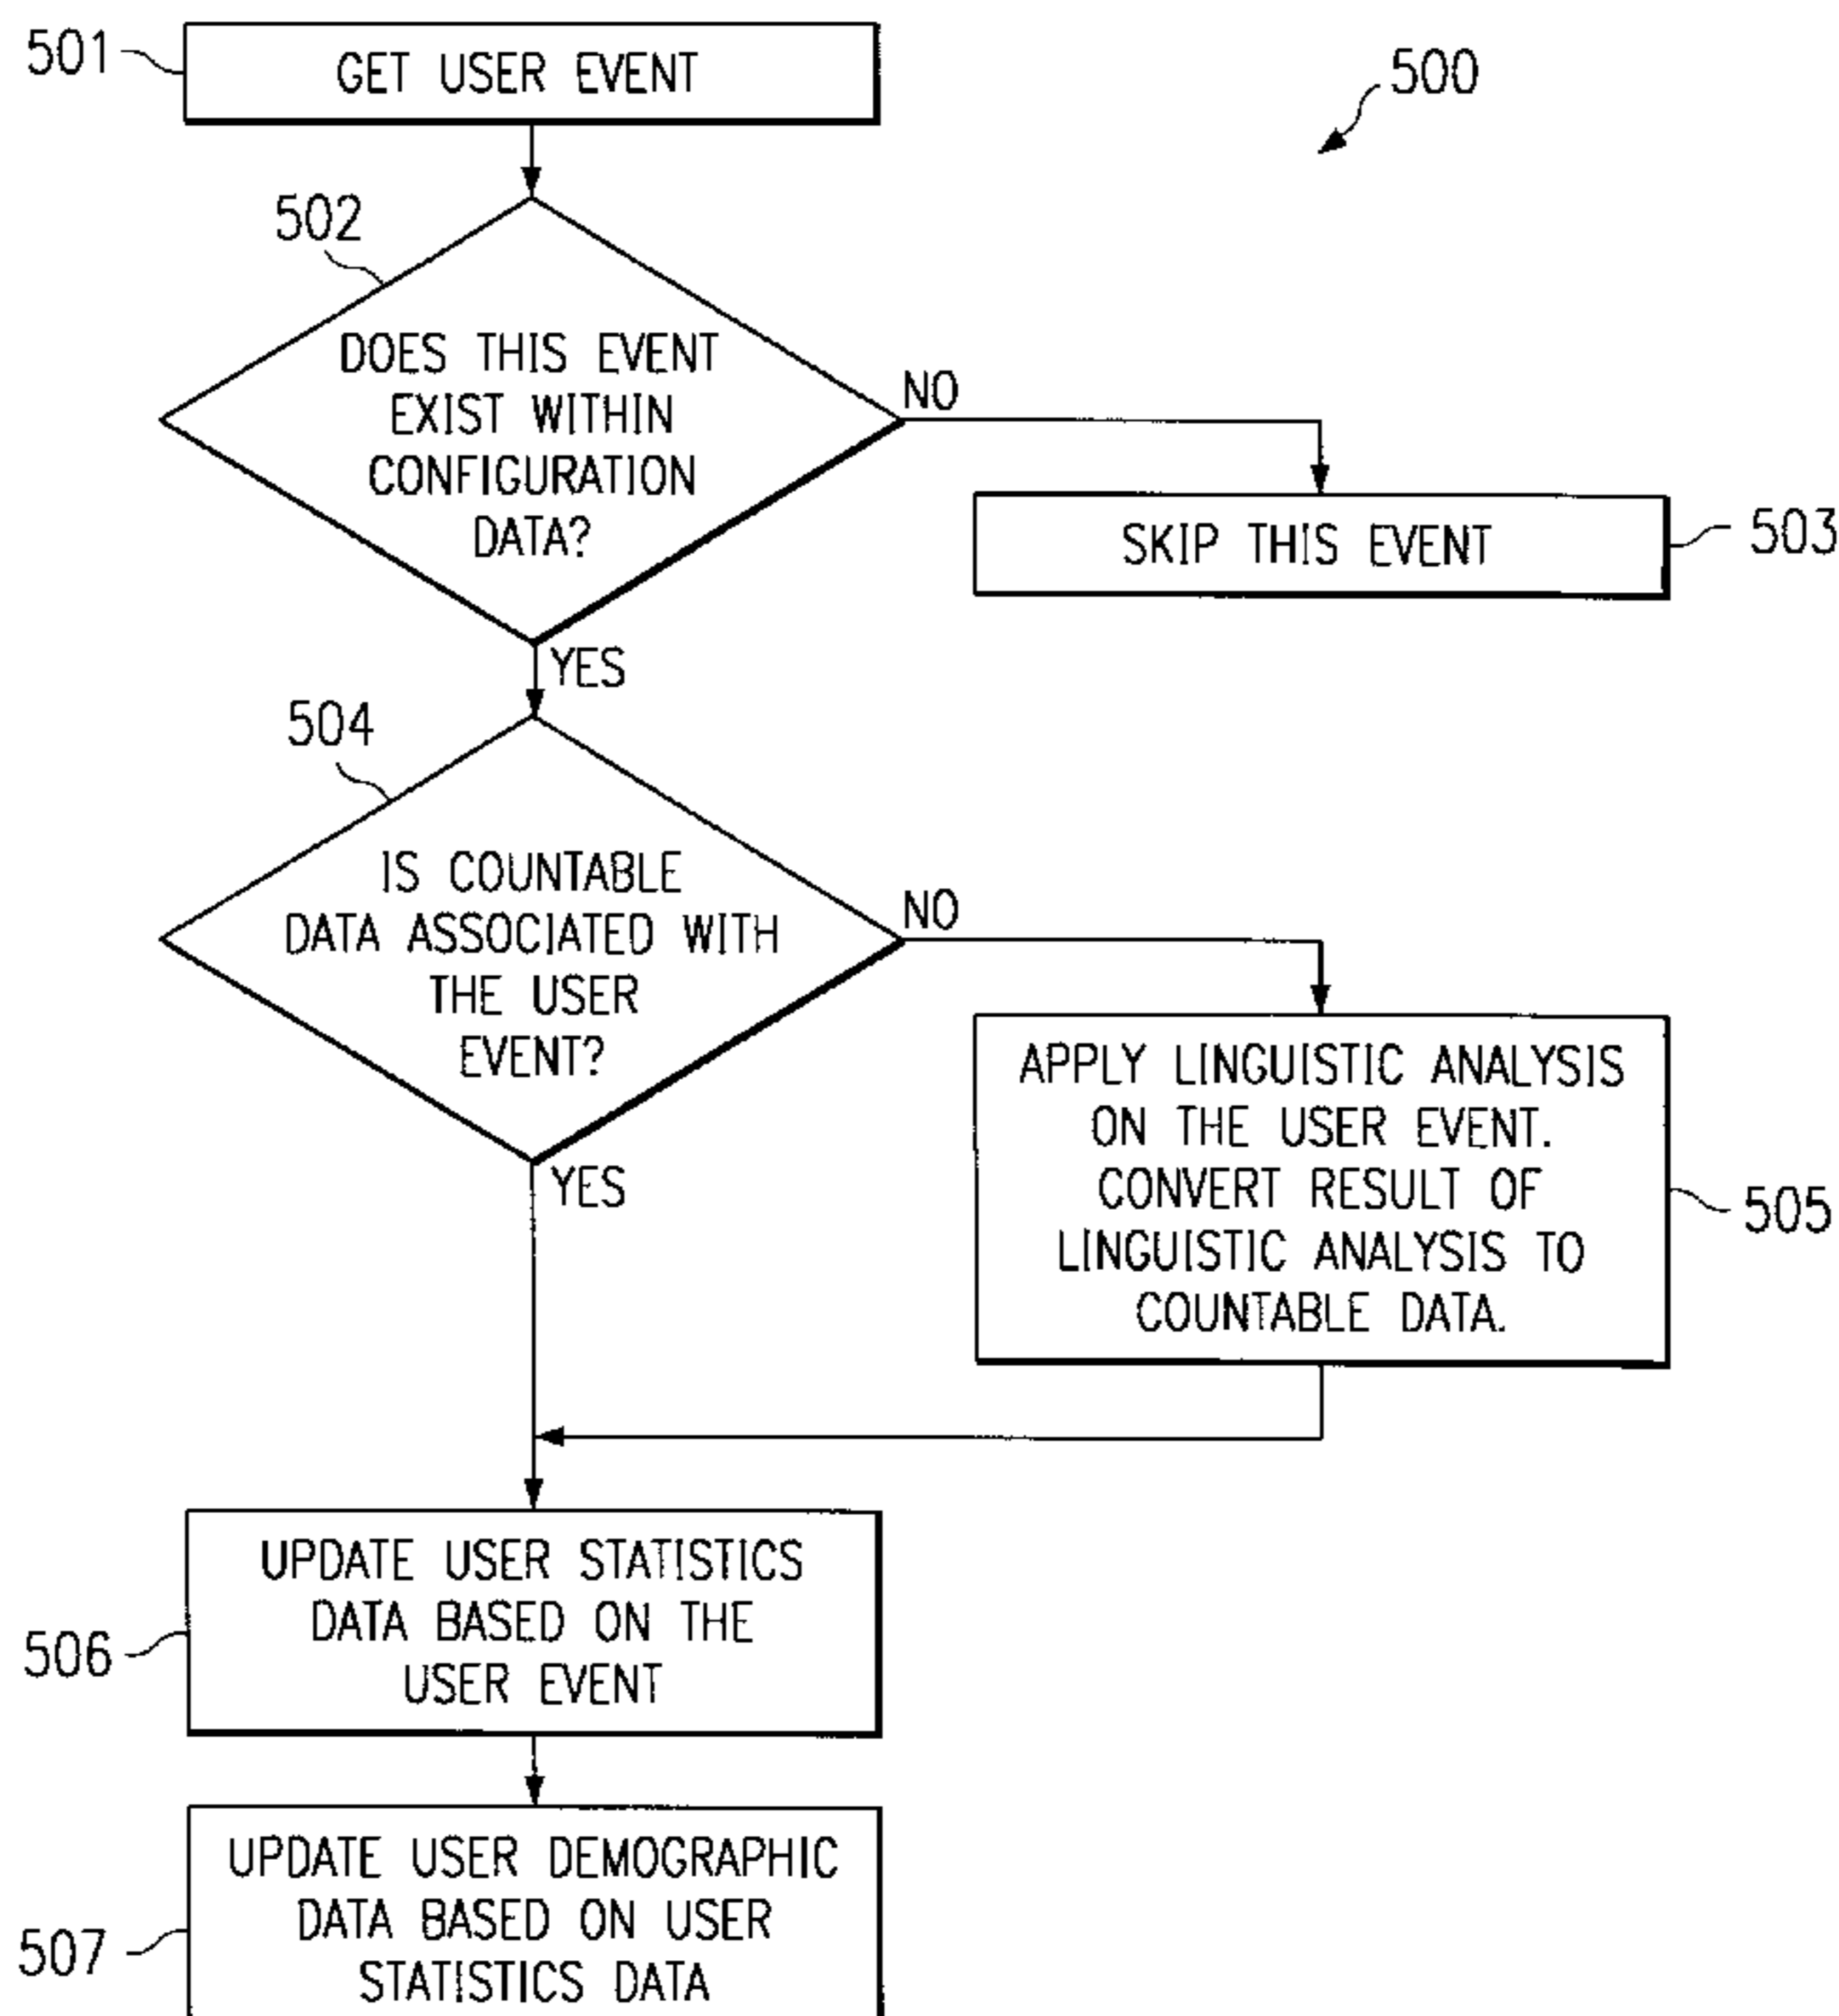 501
GET USER EVENT
500
502
DOES THIS EVENT
EXIST WITHIN
CONFIGURATION
DATA?
NO
SKIP THIS EVENT
503
YES
504
IS COUNTABLE
DATA ASSOCIATED WITH
THE USER
EVENT?
NO
YES
APPLY LINGUISTIC ANALYSIS
ON THE USER EVENT.
CONVERT RESULT OF
LINGUISTIC ANALYSIS TO
COUNTABLE DATA.
505
UPDATE USER STATISTICS
DATA BASED ON THE
USER EVENT
506
UPDATE USER DEMOGRAPHIC
DATA BASED ON USER
STATISTICS DATA
507